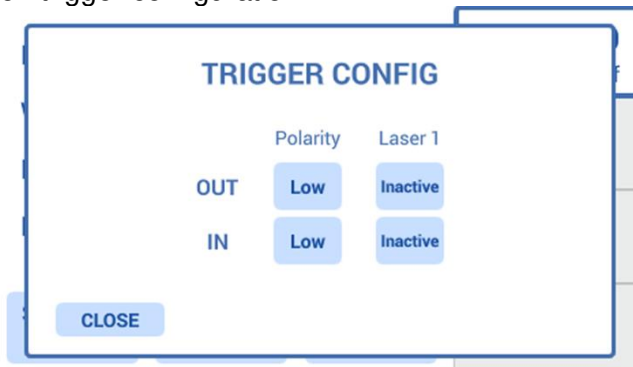 TRIGGER CONFIG
Polarity Laser 1
OUT Low Inactive
IN Low Inactive
CLOSE